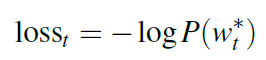 loss_t = − log P(w_t^*)